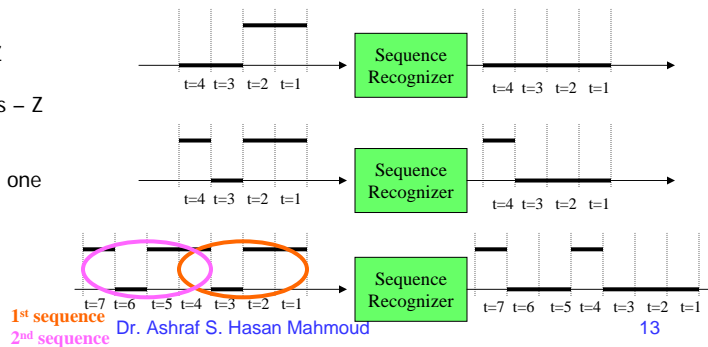 Z
s – Z
one
Sequence
Recognizer
t=4 t=3 t=2 t=1
t=4 t=3 t=2 t=1
Sequence
Recognizer
t=4 t=3 t=2 t=1
t=4 t=3 t=2 t=1
Sequence
Recognizer
t=7 t=6 t=5 t=4 t=3 t=2 t=1
t=7 t=6 t=5 t=4 t=3 t=2 t=1
1st sequence
2nd sequence
Dr. Ashraf S. Hasan Mahmoud
13